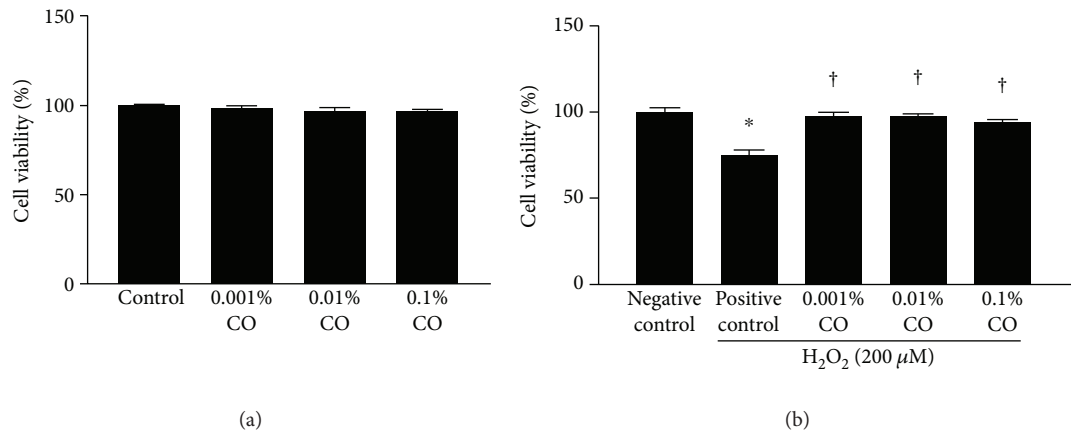 150
100
50
0
Cell viability (%)
Control
0.001%
CO
0.01%
CO
0.1%
CO
(a)
150
100
50
0
Cell viability (%)
*
†
†
†
Negative
control
Positive
control
0.001%
CO
0.01%
CO
0.1%
CO
H₂O₂ (200 μM)
(b)